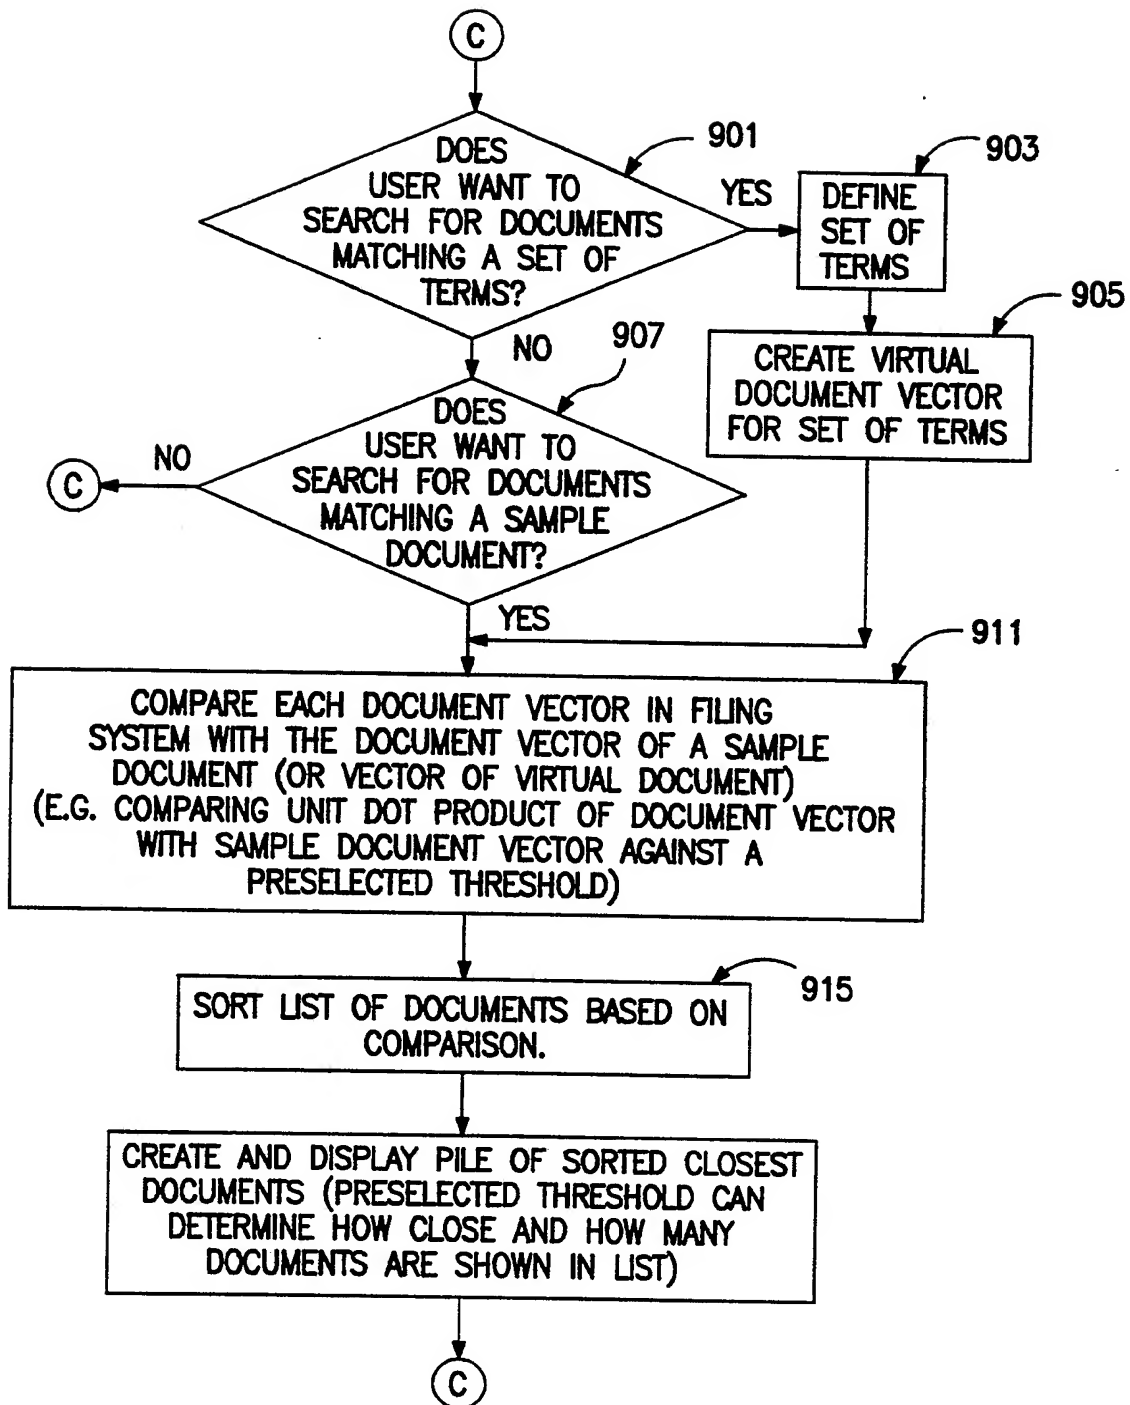 C
DOES
USER WANT TO
SEARCH FOR DOCUMENTS
MATCHING A SET OF
TERMS?
901
YES
903
DEFINE
SET OF
TERMS
905
CREATE VIRTUAL
DOCUMENT VECTOR
FOR SET OF TERMS
NO
907
DOES
USER WANT TO
SEARCH FOR DOCUMENTS
MATCHING A SAMPLE
DOCUMENT?
NO
C
YES
911
COMPARE EACH DOCUMENT VECTOR IN FILING
SYSTEM WITH THE DOCUMENT VECTOR OF A SAMPLE
DOCUMENT (OR VECTOR OF VIRTUAL DOCUMENT)
(E.G. COMPARING UNIT DOT PRODUCT OF DOCUMENT VECTOR
WITH SAMPLE DOCUMENT VECTOR AGAINST A
PRESELECTED THRESHOLD)
915
SORT LIST OF DOCUMENTS BASED ON
COMPARISON.
CREATE AND DISPLAY PILE OF SORTED CLOSEST
DOCUMENTS (PRESELECTED THRESHOLD CAN
DETERMINE HOW CLOSE AND HOW MANY
DOCUMENTS ARE SHOWN IN LIST)
C